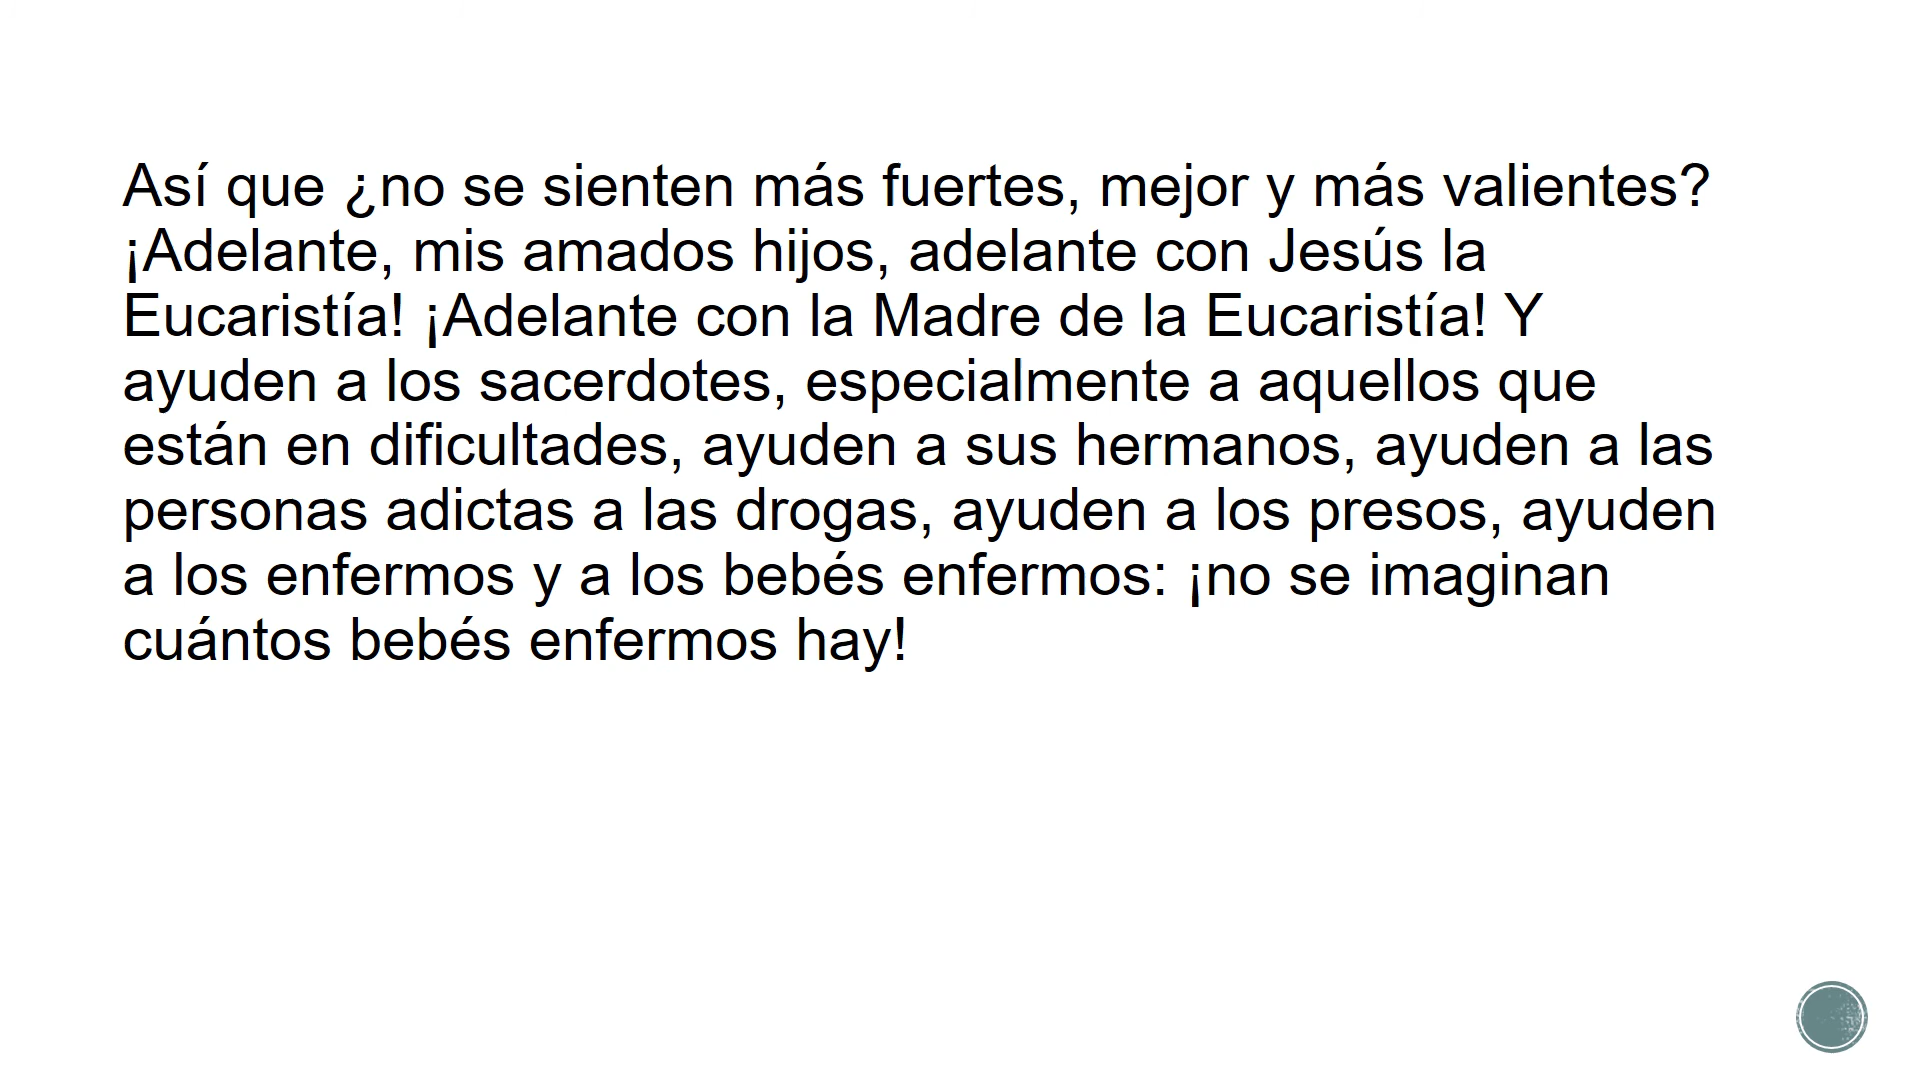 Así que ¿no se sienten más fuertes, mejor y más valientes?
¡Adelante, mis amados hijos, adelante con Jesús la
Eucaristía! ¡Adelante con la Madre de la Eucaristía! Y
ayuden a los sacerdotes, especialmente a aquellos que
están en dificultades, ayuden a sus hermanos, ayuden a las
personas adictas a las drogas, ayuden a los presos, ayuden
a los enfermos y a los bebés enfermos: ¡no se imaginan
cuántos bebés enfermos hay!